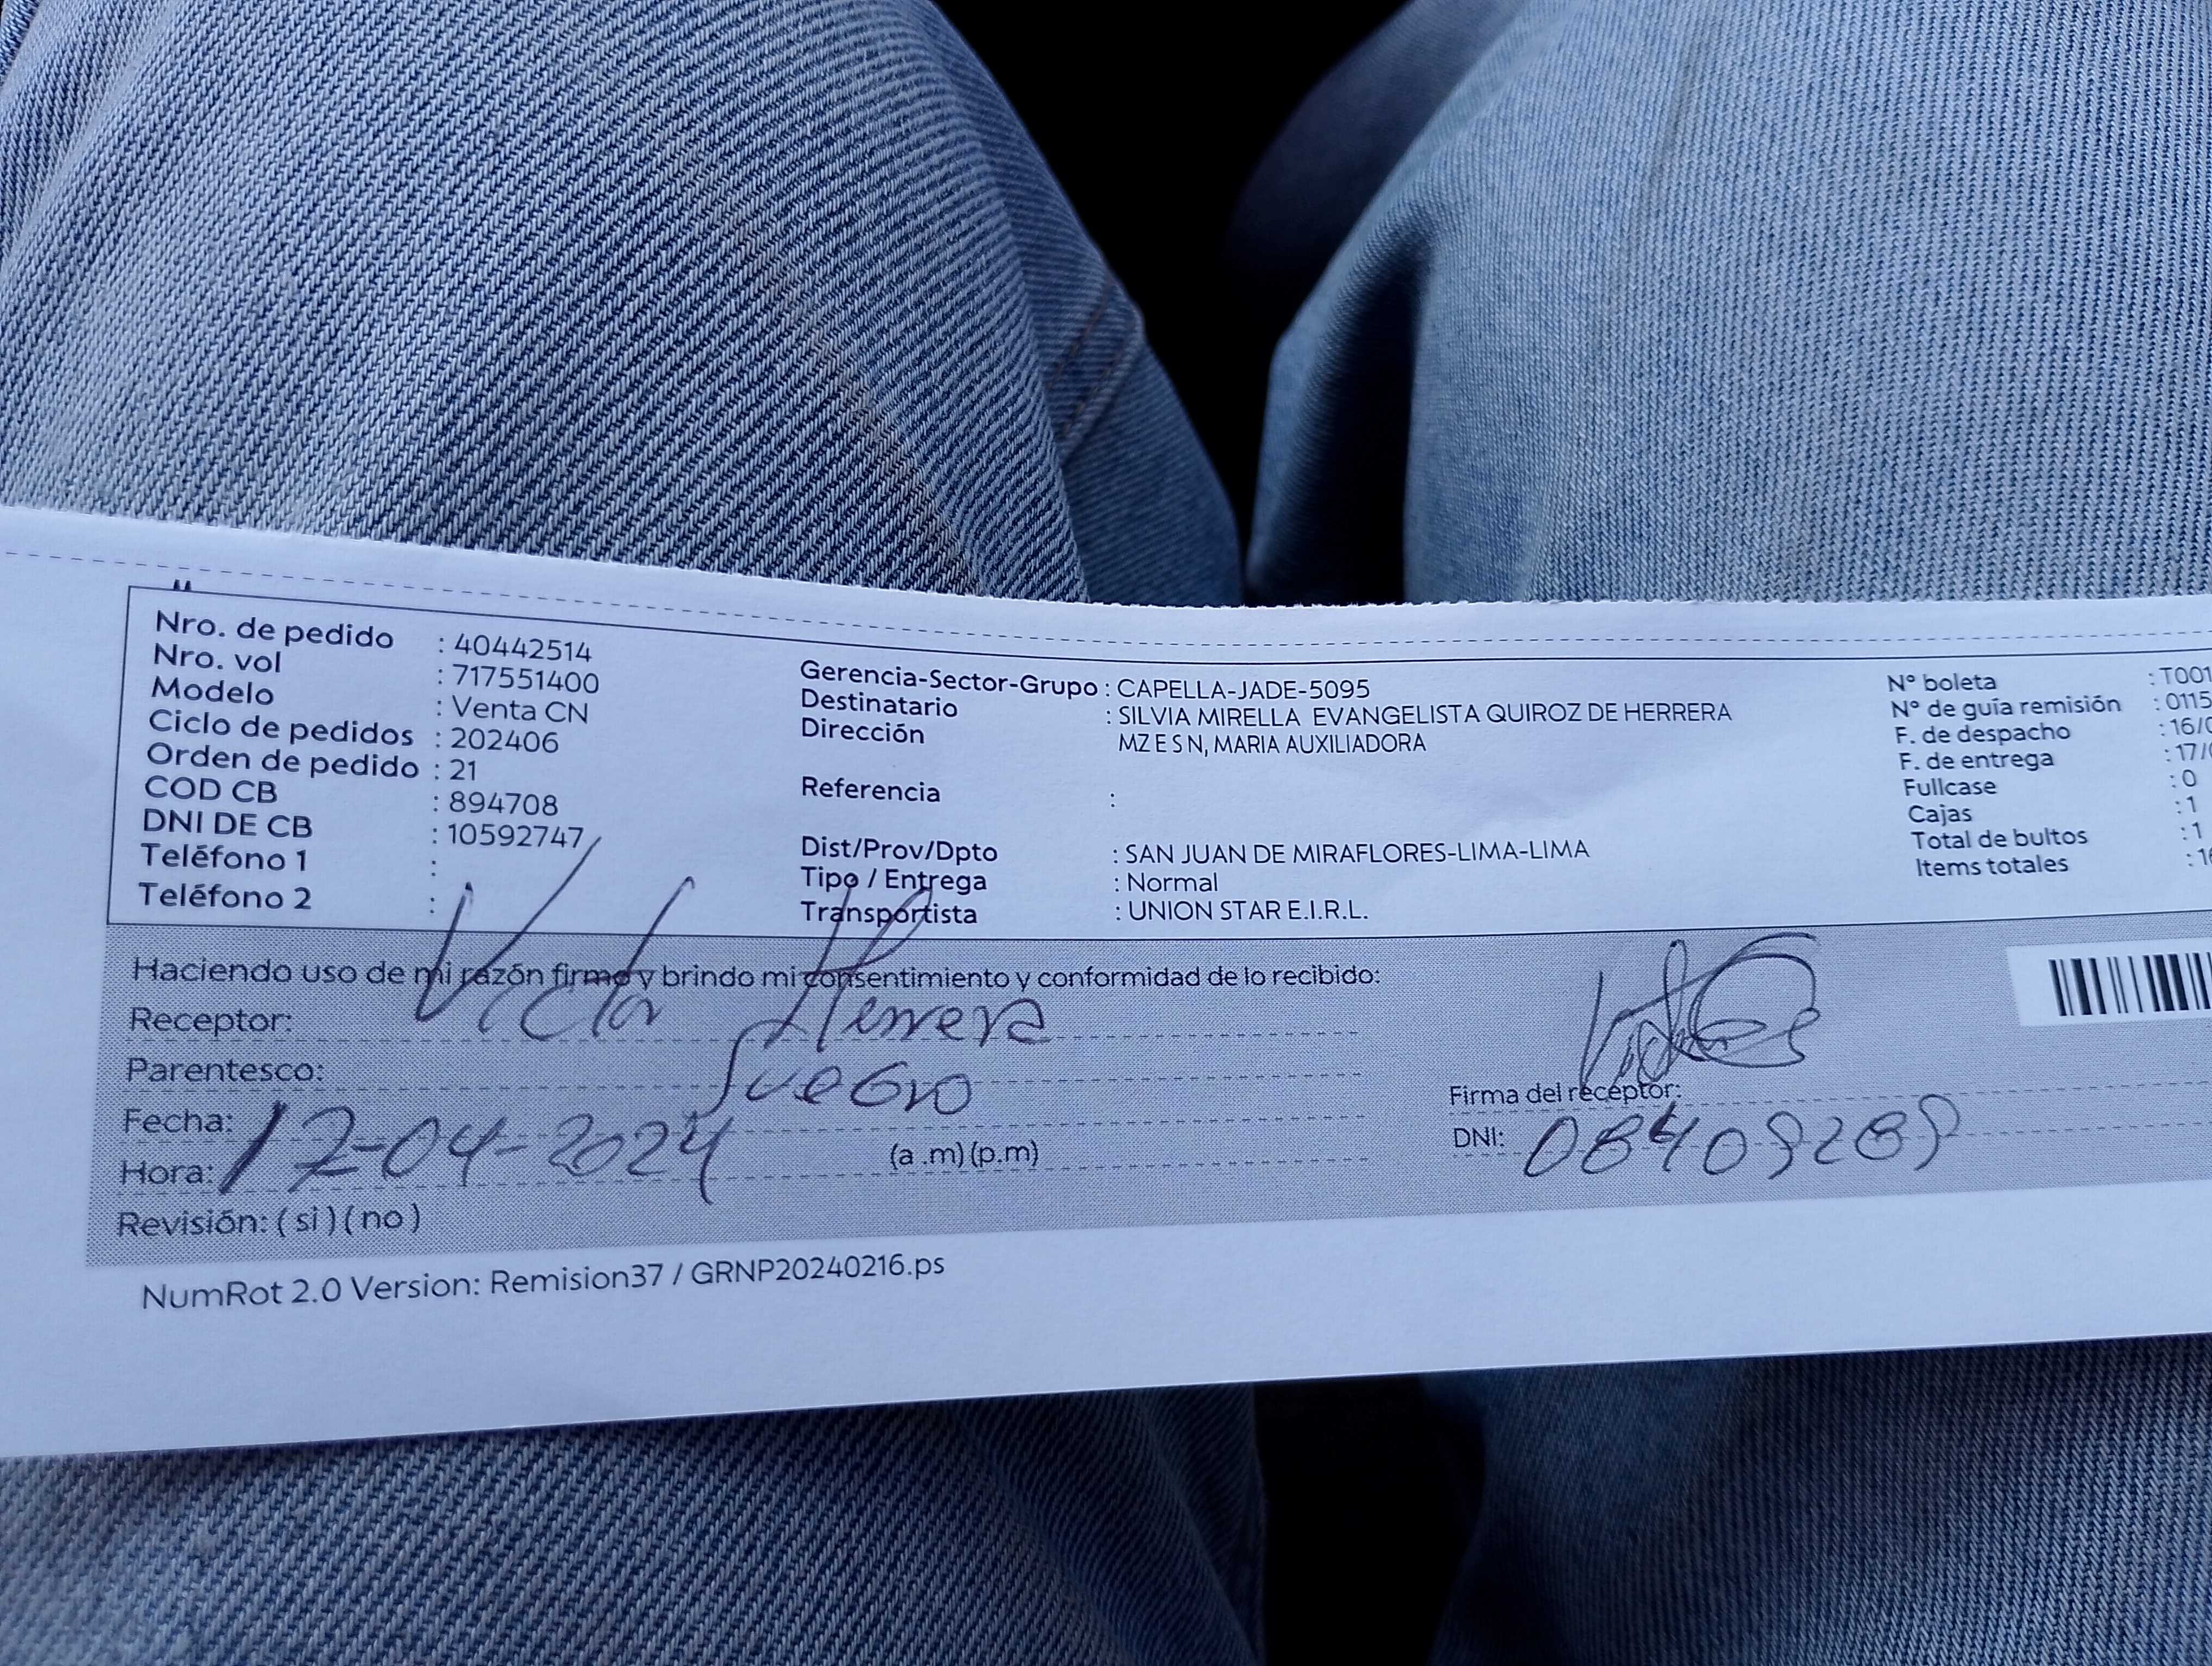 Nro. de pedido : 40442514
Nro. vol : 717551400
Modelo : Venta CN
Ciclo de pedidos : 202406
Orden de pedido : 21
COD CB : 894708
DNI DE CB : 10592747
Teléfono 1 :
Teléfono 2 :
Gerencia-Sector-Grupo : CAPELLA-JADE-5095
Destinatario : SILVIA MIRELLA EVANGELISTA QUIROZ DE HERRERA
Dirección MZ E S N, MARIA AUXILIADORA
Referencia :
Dist/Prov/Dpto : SAN JUAN DE MIRAFLORES-LIMA-LIMA
Tipo / Entrega : Normal
Transportista : UNION STAR E.I.R.L.
N° boleta : T001
N° de guía remisión : 0115
F. de despacho : 16/
F. de entrega : 17/
Fullcase : 0
Cajas : 1
Total de bultos : 1
Items totales : 1
Haciendo uso de mi razón firmo y brindo mi consentimiento y conformidad de lo recibido:
Receptor: Victor Herrera
Parentesco: Suegro
Fecha: 17-04-2024
Hora: (a .m) (p.m)
Revisión: ( si ) ( no )
Firma del receptor:
DNI: 08409289
NumRot 2.0 Version: Remision37 / GRNP20240216.ps